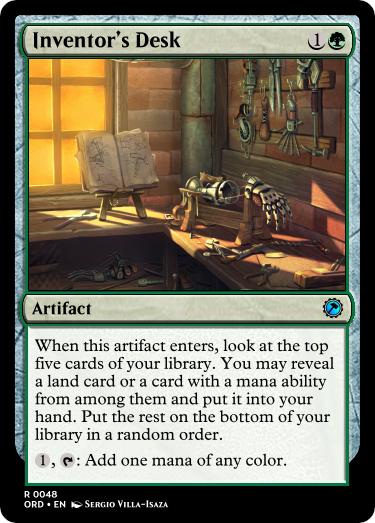 Inventor's Desk 1
Artifact
When this artifact enters, look at the top
five cards of your library. You may reveal
a land card or a card with a mana ability
from among them and put it into your
hand. Put the rest on the bottom of your
library in a random order.
1, : Add one mana of any color.
R 0048
ORD • EN Sergio Villa-Isaza